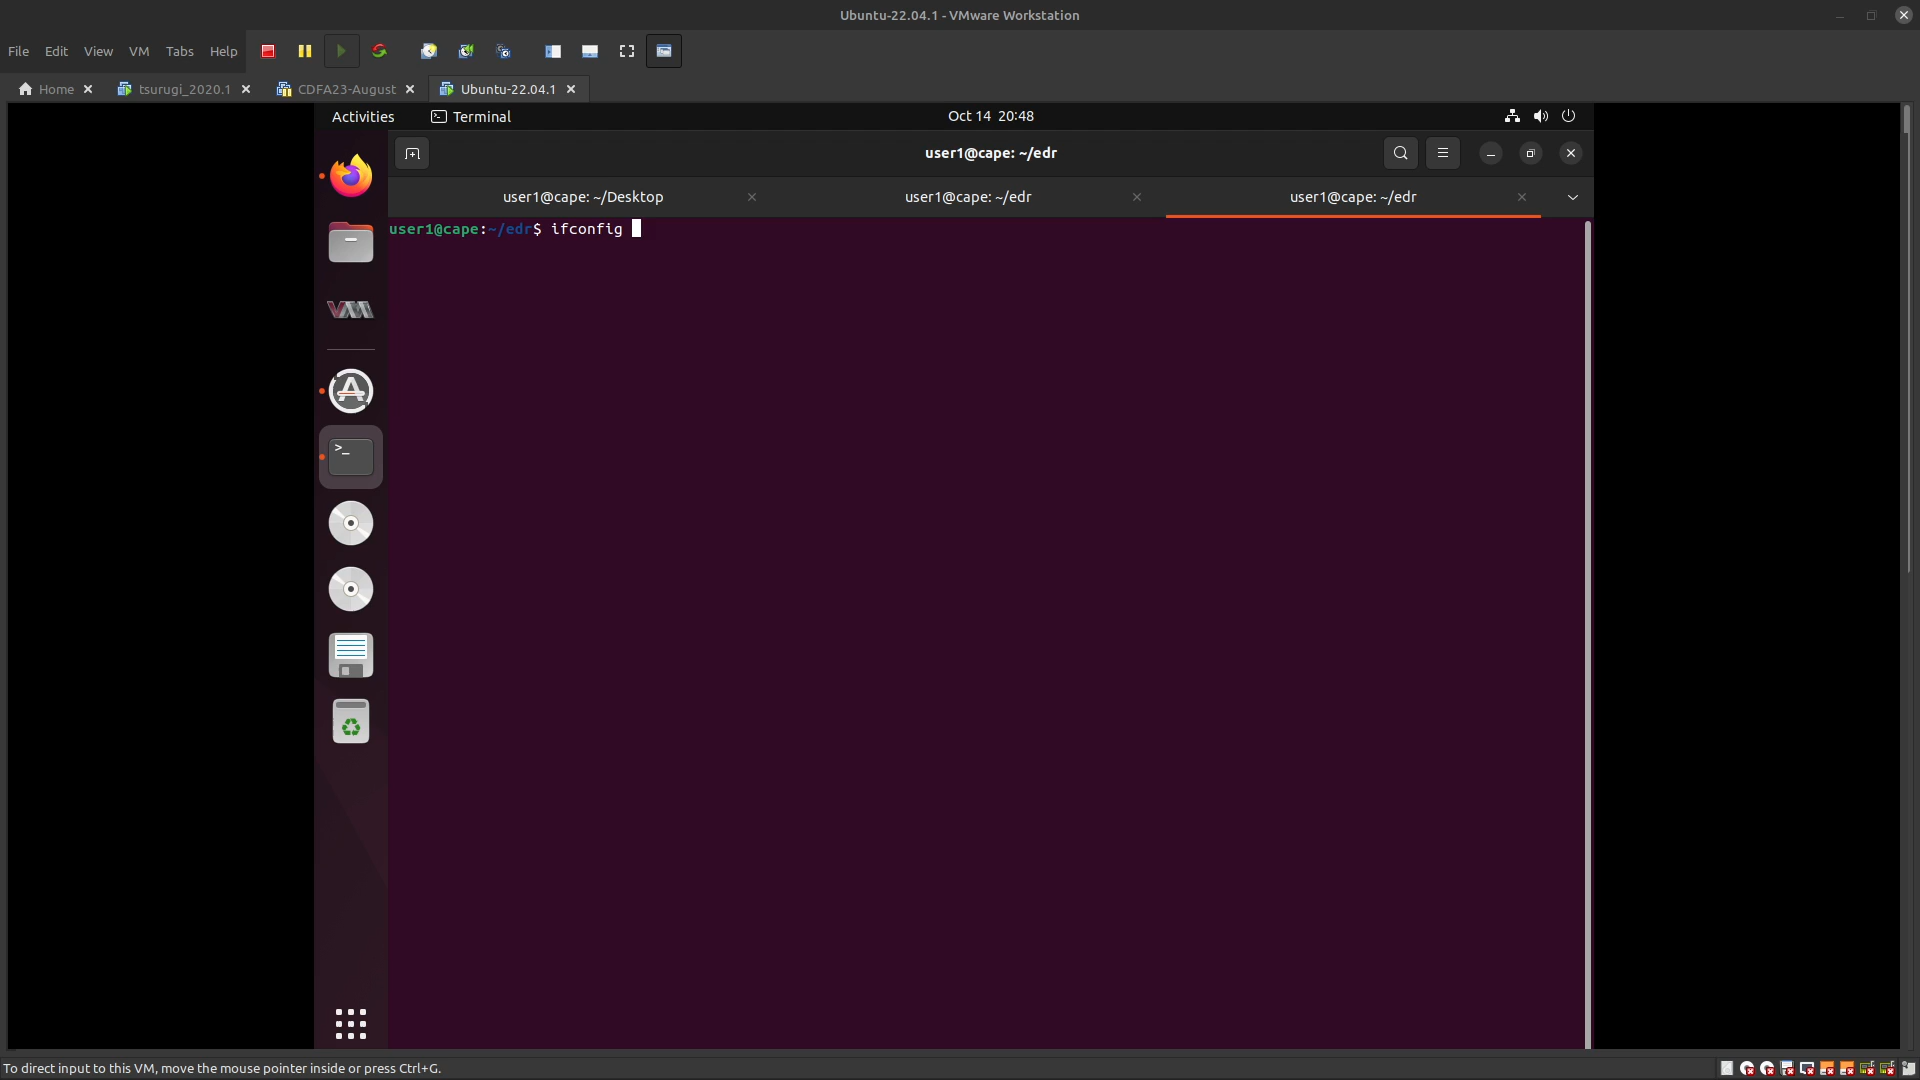 Ubuntu-22.04.1 - VMware Workstation
File Edit View VM Tabs Help
Home tsurugi_2020.1 CDFA23-August Ubuntu-22.04.1
Activities Terminal Oct 14 20:48
user1@cape: ~/edr
user1@cape: ~/Desktop user1@cape: ~/edr user1@cape: ~/edr
user1@cape:~/edr$ ifconfig
To direct input to this VM, move the mouse pointer inside or press Ctrl+G.